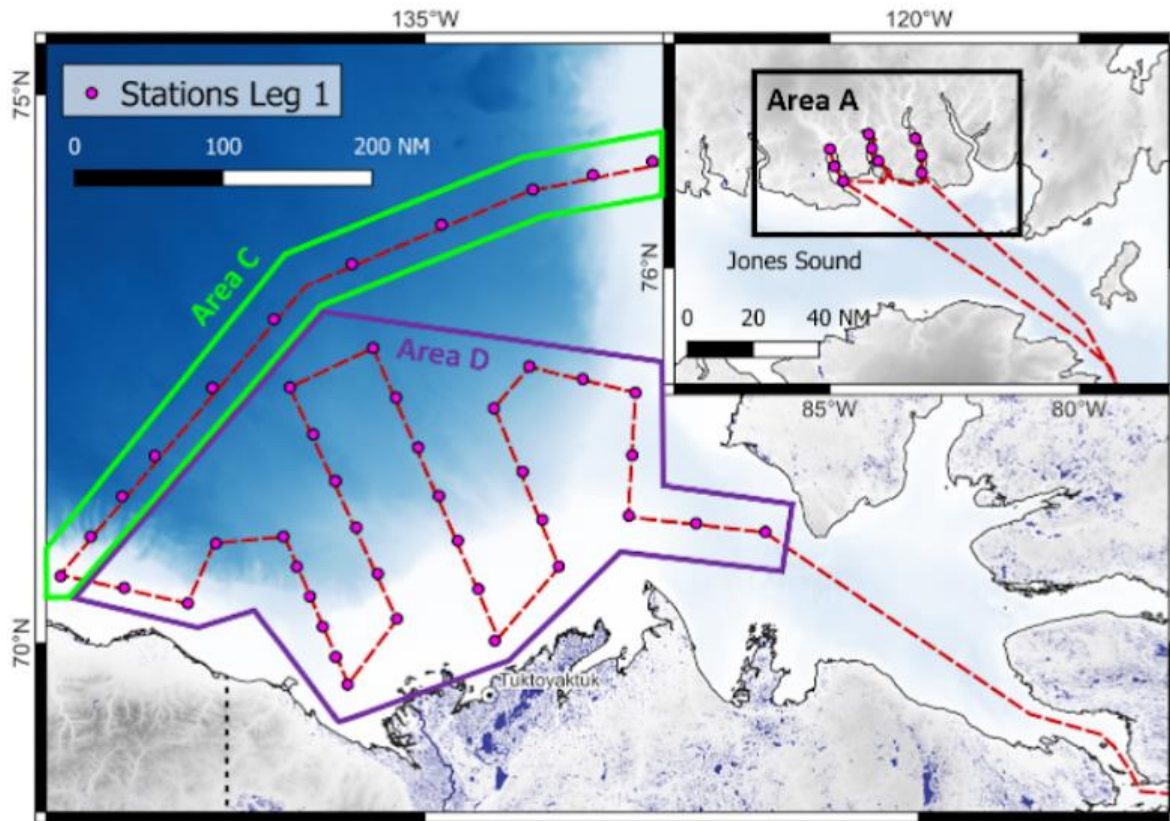 135°W
120°W
75°N
Stations Leg 1
0 100 200 NM
Area A
Area C
76°N
Jones Sound
0 20 40 NM
Area D
85°W
80°W
70°N
Tuktoyaktuk